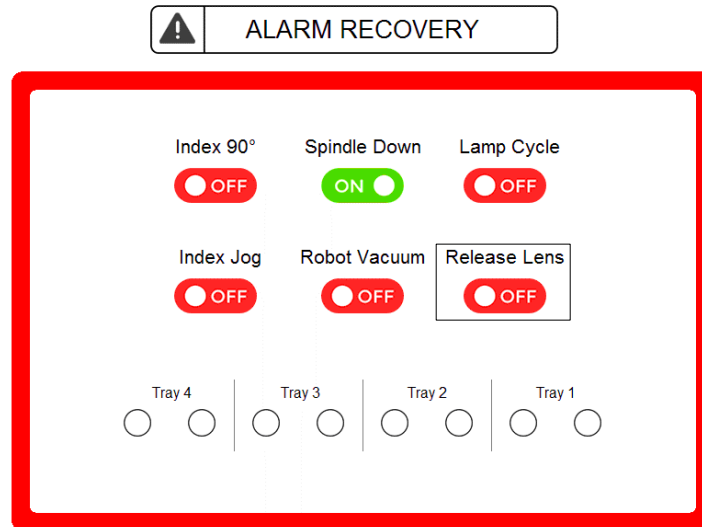 ALARM RECOVERY
Index 90° Spindle Down Lamp Cycle
OFF ON OFF
Index Jog Robot Vacuum Release Lens
OFF OFF OFF
Tray 4 Tray 3 Tray 2 Tray 1